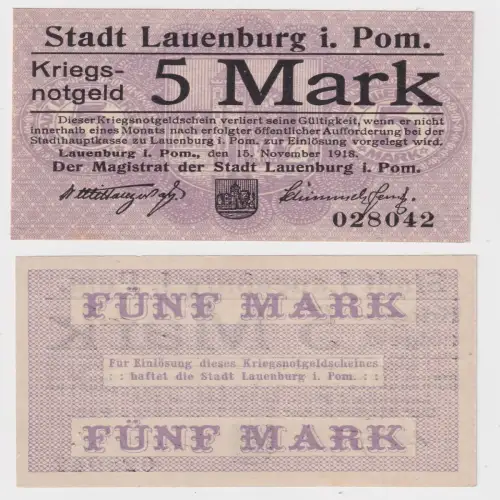 Stadt Lauenburg i. Pom.
Kriegs-
notgeld
5 Mark
Dieser Kriegsnotgeldschein verliert seine Gültigkeit, wenn er nicht
innerhalb eines Monats nach erfolgter öffentlicher Aufforderung bei der
Stadthauptkasse zu Lauenburg i. Pom. zur Einlösung vorgelegt wird.
Lauenburg i. Pom., den 15. November 1918.
Der Magistrat der Stadt Lauenburg i. Pom.
028042
FÜNF MARK
Für Einlösung dieses Kriegsnotgeldscheines
: : haftet die Stadt Lauenburg i. Pom. : :
FÜNF MARK